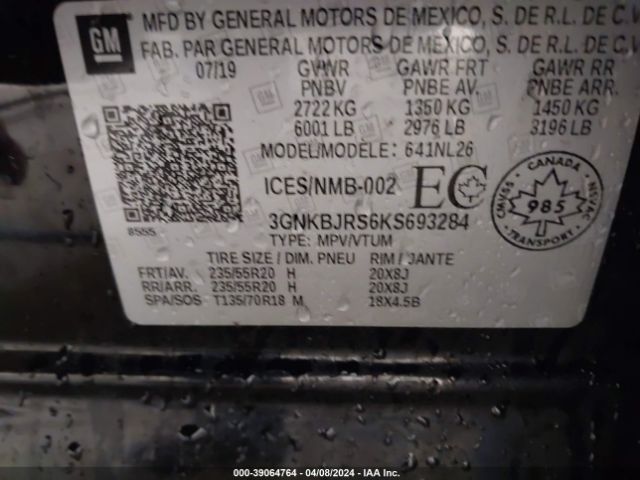 GM
MFD BY GENERAL MOTORS DE MEXICO, S. DE R.L. DE C.V
FAB. PAR GENERAL MOTORS DE MEXICO, S. DE R.L. DE C.V
07/19 GVWR GAWR FRT GAWR RR
PNBV PNBE AV. PNBE ARR.
2722 KG 1350 KG 1450 KG
6001 LB 2976 LB 3196 LB
MODEL/MODELE: 641NL26
ICES/NMB-002 EC
CANADA
CMVSS 985 NSVAC
3GNKBJRS6KS693284
8555
TYPE: MPV/VTUM
TIRE SIZE / DIM. PNEU RIM / JANTE
FRT/AV. 235/55R20 H 20X8J
RR/ARR. 235/55R20 H 20X8J
SPA/SOS T135/70R18 M 18X4.5B
000-39064764 - 04/08/2024 - IAA Inc.